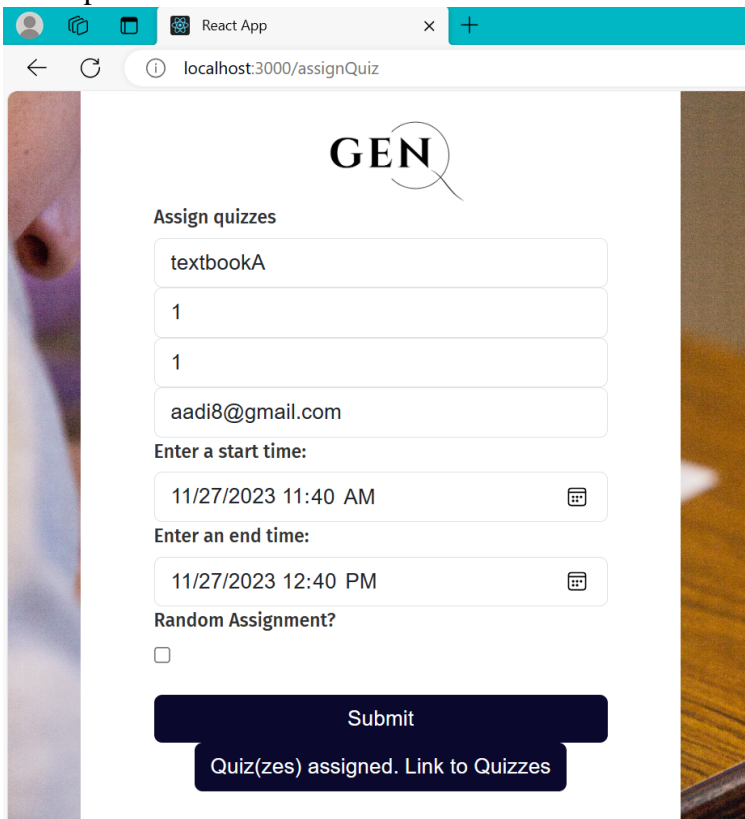 React App
localhost:3000/assignQuiz
GEN
Assign quizzes
textbookA
1
1
aadi8@gmail.com
Enter a start time:
11/27/2023 11:40 AM
Enter an end time:
11/27/2023 12:40 PM
Random Assignment?
Submit
Quiz(zes) assigned. Link to Quizzes